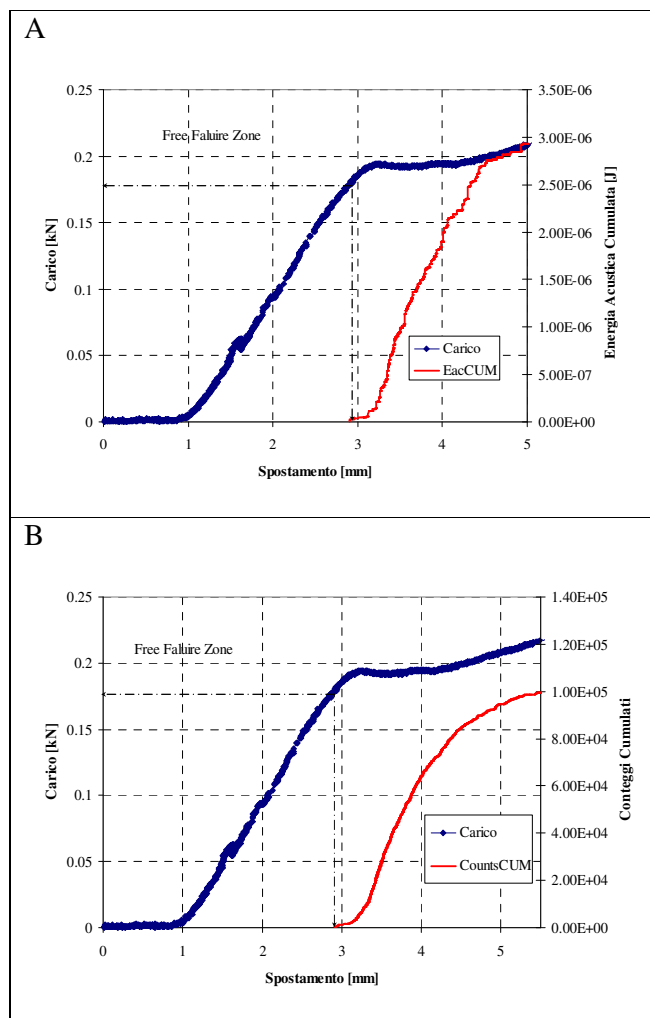 A
0.25
0.2
0.15
0.1
0.05
0
Carico [kN]
Free Faluire Zone
3.50E-06
3.00E-06
2.50E-06
2.00E-06
1.50E-06
1.00E-06
5.00E-07
0.00E+00
Energia Acustica Cumulata [J]
Carico
EacCUM
0 1 2 3 4 5
Spostamento [mm]
B
0.25
0.2
0.15
0.1
0.05
0
Carico [kN]
Free Faluire Zone
1.40E+05
1.20E+05
1.00E+05
8.00E+04
6.00E+04
4.00E+04
2.00E+04
0.00E+00
Conteggi Cumulati
Carico
CountsCUM
0 1 2 3 4 5
Spostamento [mm]